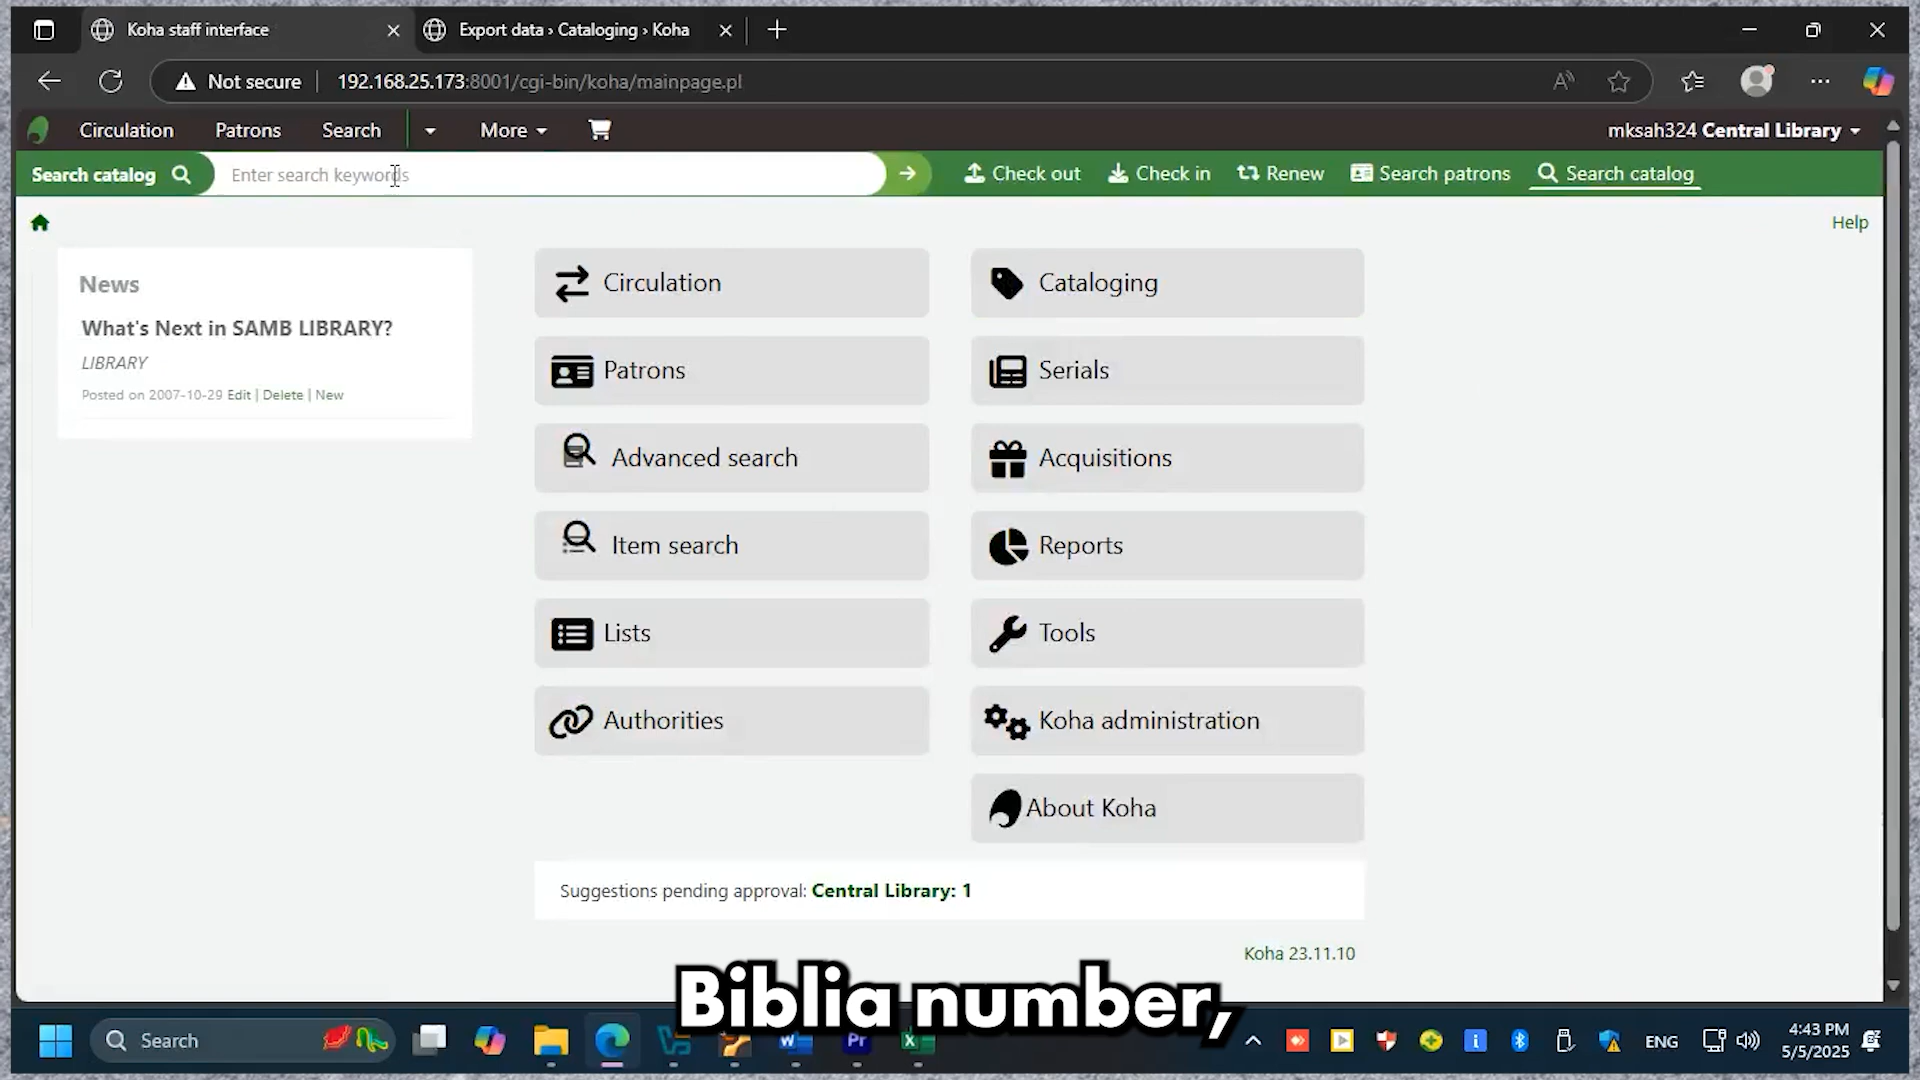 Koha staff interface
Export data › Cataloging › Koha
Not secure
192.168.25.173:8001/cgi-bin/koha/mainpage.pl
Circulation
Patrons
Search
More
mksah324 Central Library
Search catalog
Enter search keywords
Check out
Check in
Renew
Search patrons
Search catalog
Help
News
What's Next in SAMB LIBRARY?
LIBRARY
Posted on 2007-10-29 Edit | Delete | New
Circulation
Cataloging
Patrons
Serials
Advanced search
Acquisitions
Item search
Reports
Lists
Tools
Authorities
Koha administration
About Koha
Suggestions pending approval: Central Library: 1
Koha 23.11.10
Biblia number,
Search
ENG
4:43 PM
5/5/2025